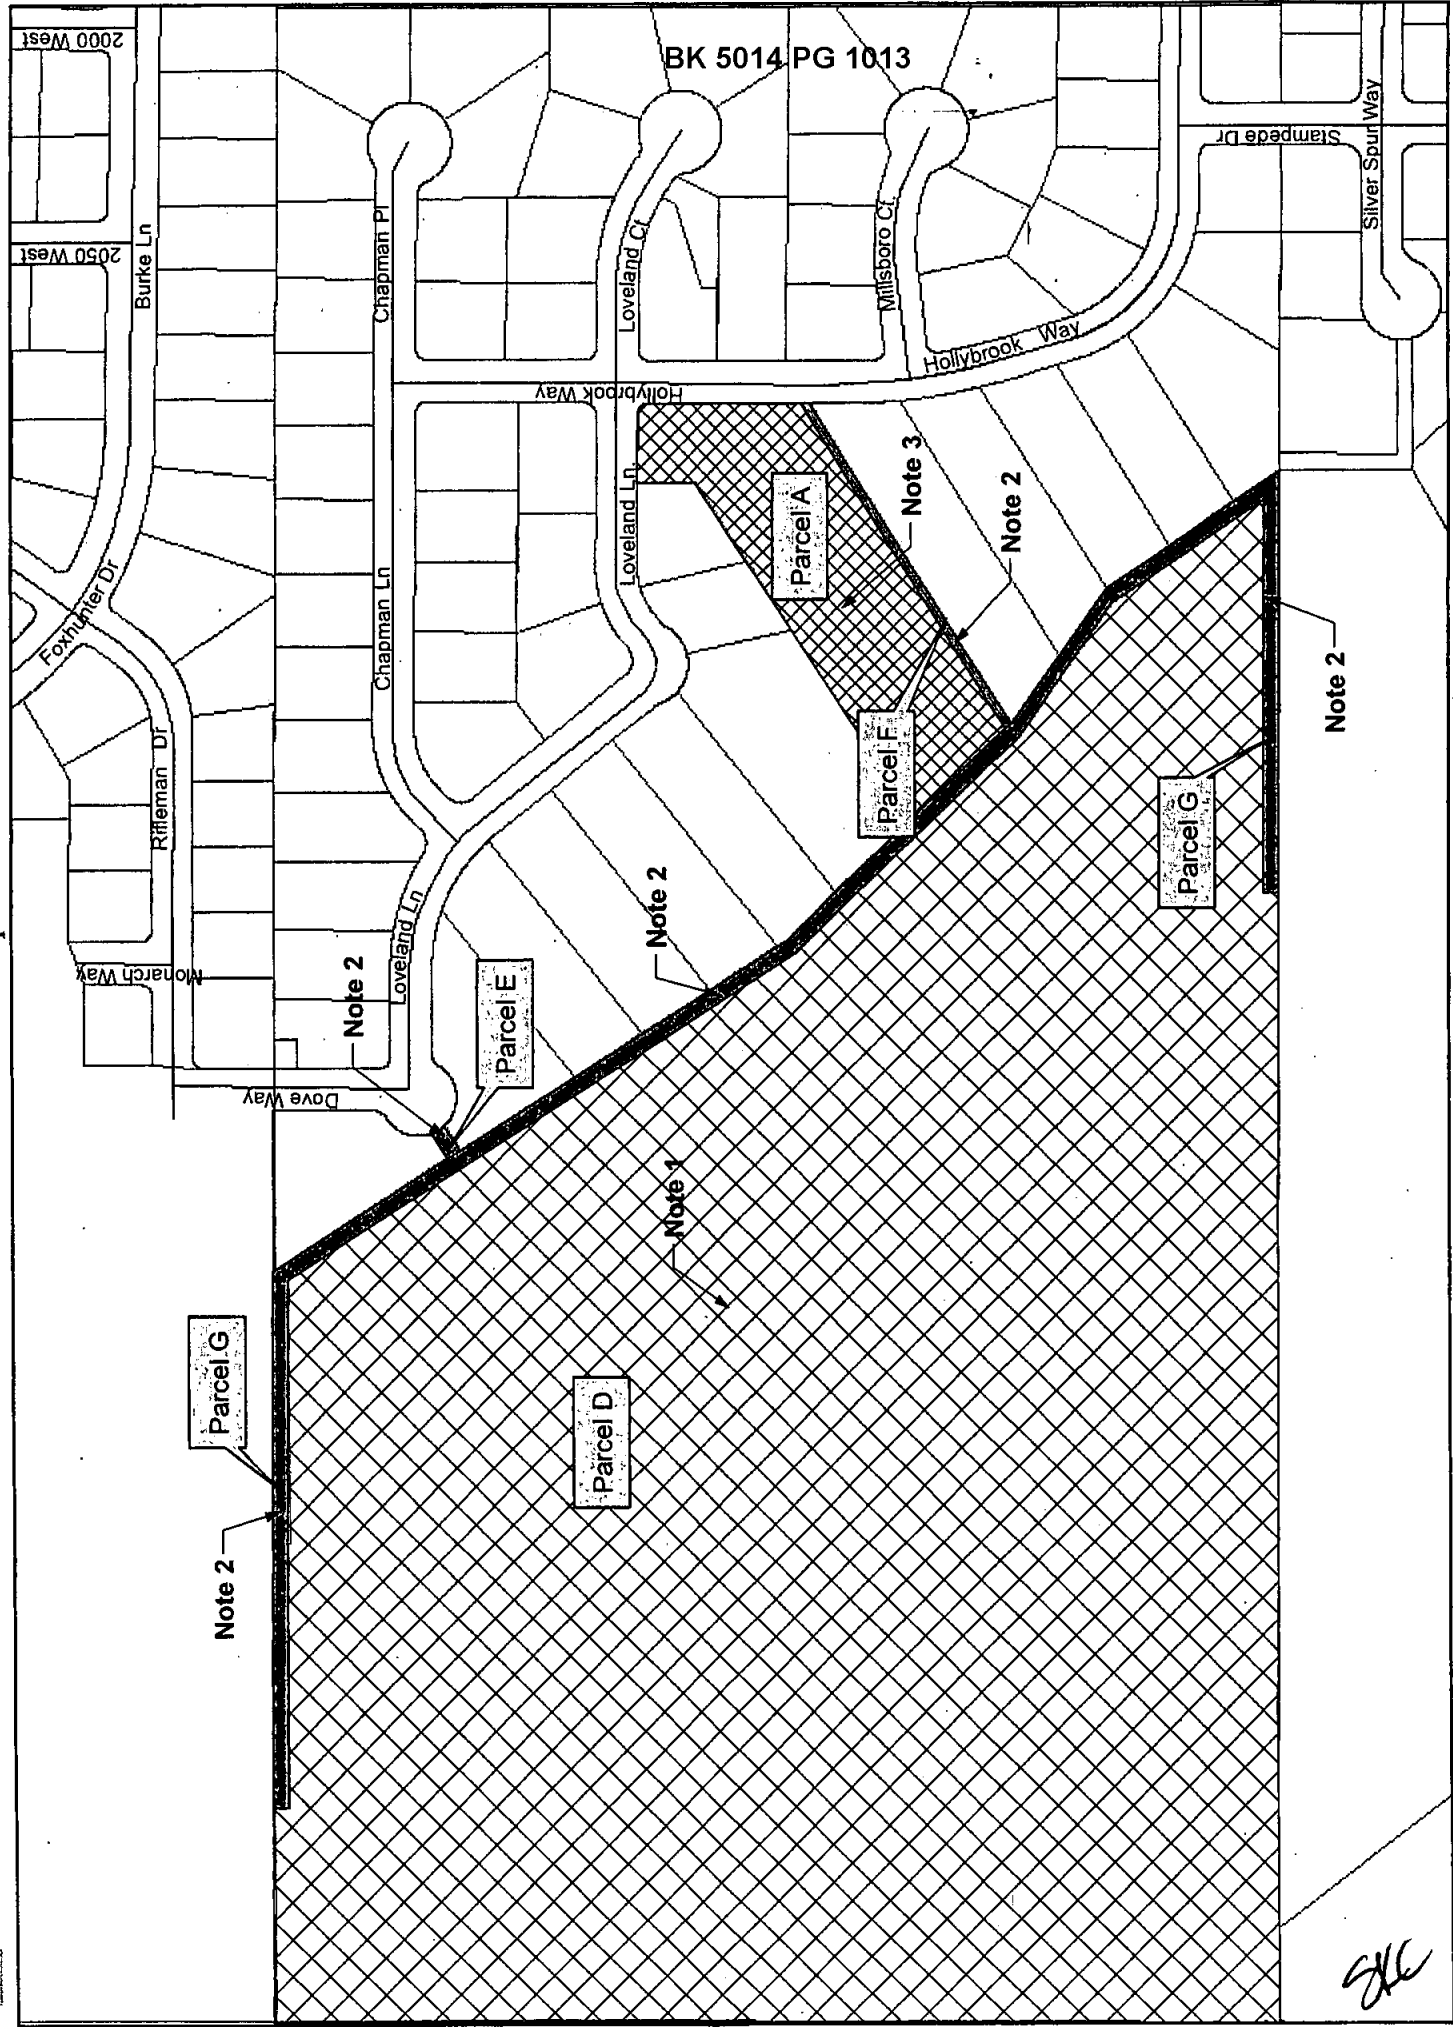 BK 5014 PG 1013
2000 West
2050 West
Burke Ln
Foxhunter Dr
Rifleman Dr
Monarch Way
Dove Way
Chapman Pl
Chapman Ln
Loveland Ct
Loveland Ln
Loveland Ln
Millsboro Ct
Hollybrook Way
Hollybrook Way
Stampede Dr
Silver Spur Way
Parcel A
Note 3
Note 2
Parcel F
Parcel G
Note 2
Note 2
Note 2
Parcel E
Note 1
Parcel D
Parcel G
Note 2